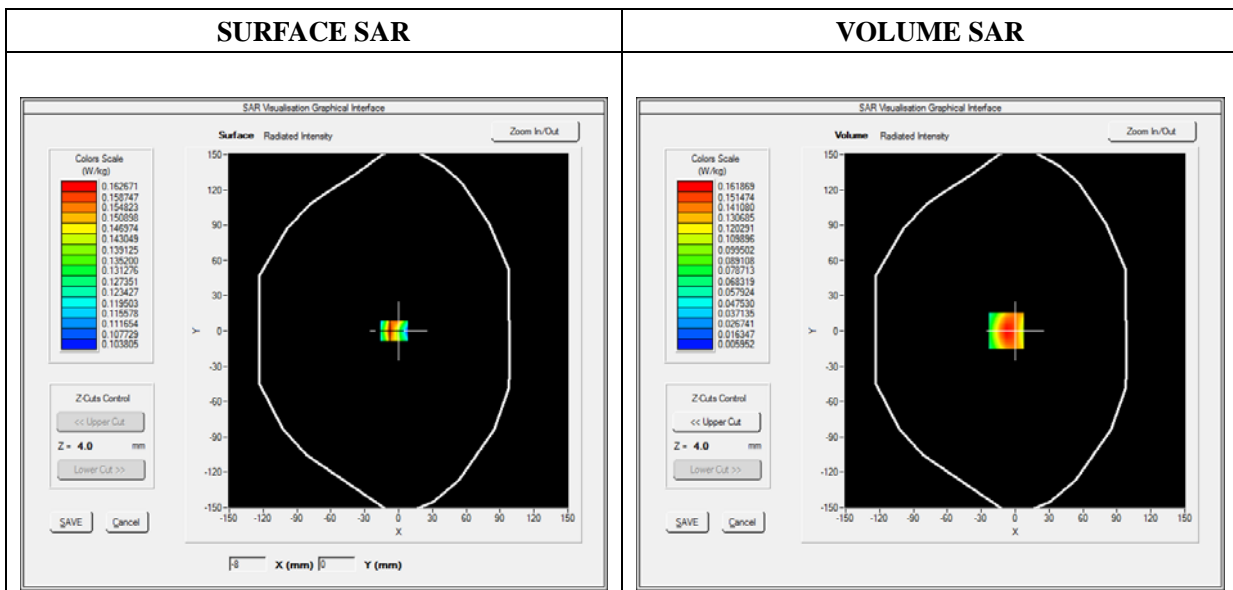 SURFACE SAR
VOLUME SAR
SAR Visualisation Graphical Interface
Surface Radiated Intensity
Zoom In/Out
Colors Scale
(W/kg)
0.162671
0.158747
0.154823
0.150898
0.146974
0.143049
0.139125
0.135200
0.131276
0.127351
0.123427
0.119503
0.115578
0.111654
0.107729
0.103805
Z-Cuts Control
<< Upper Cut
Z = 4.0 mm
Lower Cut >>
SAVE Cancel
150
120
90
60
30
0
-30
-60
-90
-120
-150
Y
-150 -120 -90 -60 -30 0 30 60 90 120 150
X
-8 X (mm) 0 Y (mm)
SAR Visualisation Graphical Interface
Volume Radiated Intensity
Zoom In/Out
Colors Scale
(W/kg)
0.161869
0.151474
0.141080
0.130685
0.120291
0.109896
0.099502
0.089108
0.078713
0.068319
0.057924
0.047530
0.037135
0.026741
0.016347
0.005952
Z-Cuts Control
<< Upper Cut
Z = 4.0 mm
Lower Cut >>
SAVE Cancel
150
120
90
60
30
0
-30
-60
-90
-120
-150
Y
-150 -120 -90 -60 -30 0 30 60 90 120 150
X